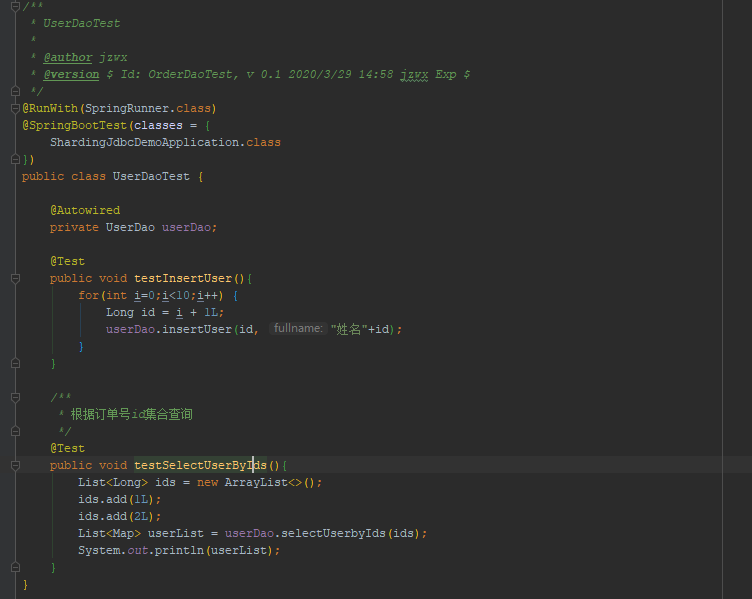 /**
 * UserDaoTest
 *
 * @author jzwx
 * @version $ Id: OrderDaoTest, v 0.1 2020/3/29 14:58 jzwx Exp $
 */
@RunWith(SpringRunner.class)
@SpringBootTest(classes = {
    ShardingJdbcDemoApplication.class
})
public class UserDaoTest {
    @Autowired
    private UserDao userDao;
    @Test
    public void testInsertUser(){
        for(int i=0;i<10;i++) {
            Long id = i + 1L;
            userDao.insertUser(id, fullname: "姓名"+id);
        }
    }
    /**
     * 根据订单号id集合查询
     */
    @Test
    public void testSelectUserByIds(){
        List<Long> ids = new ArrayList<>();
        ids.add(1L);
        ids.add(2L);
        List<Map> userList = userDao.selectUserbyIds(ids);
        System.out.println(userList);
    }
}